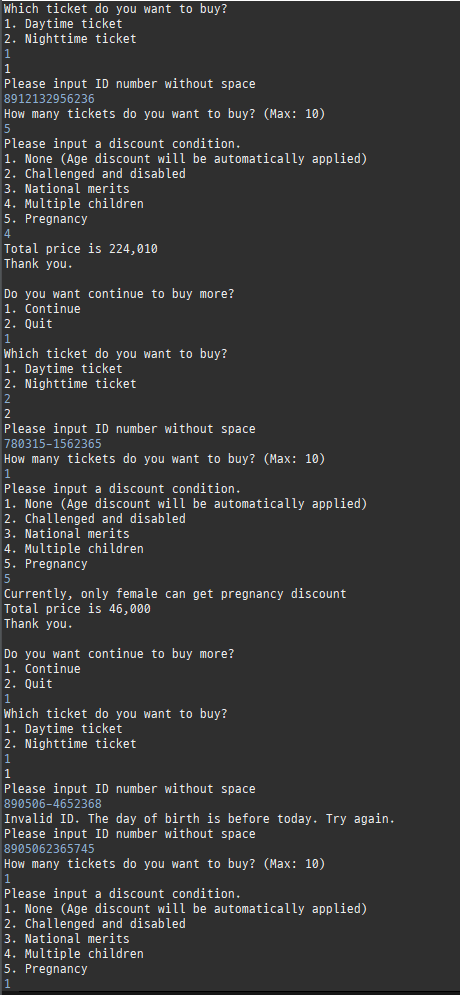 Which ticket do you want to buy?
1. Daytime ticket
2. Nighttime ticket
1
1
Please input ID number without space
8912132956236
How many tickets do you want to buy? (Max: 10)
5
Please input a discount condition.
1. None (Age discount will be automatically applied)
2. Challenged and disabled
3. National merits
4. Multiple children
5. Pregnancy
4
Total price is 224,010
Thank you.

Do you want continue to buy more?
1. Continue
2. Quit
1
Which ticket do you want to buy?
1. Daytime ticket
2. Nighttime ticket
2
2
Please input ID number without space
780315-1562365
How many tickets do you want to buy? (Max: 10)
1
Please input a discount condition.
1. None (Age discount will be automatically applied)
2. Challenged and disabled
3. National merits
4. Multiple children
5. Pregnancy
5
Currently, only female can get pregnancy discount
Total price is 46,000
Thank you.

Do you want continue to buy more?
1. Continue
2. Quit
1
Which ticket do you want to buy?
1. Daytime ticket
2. Nighttime ticket
1
1
Please input ID number without space
890506-4652368
Invalid ID. The day of birth is before today. Try again.
Please input ID number without space
8905062365745
How many tickets do you want to buy? (Max: 10)
1
Please input a discount condition.
1. None (Age discount will be automatically applied)
2. Challenged and disabled
3. National merits
4. Multiple children
5. Pregnancy
1